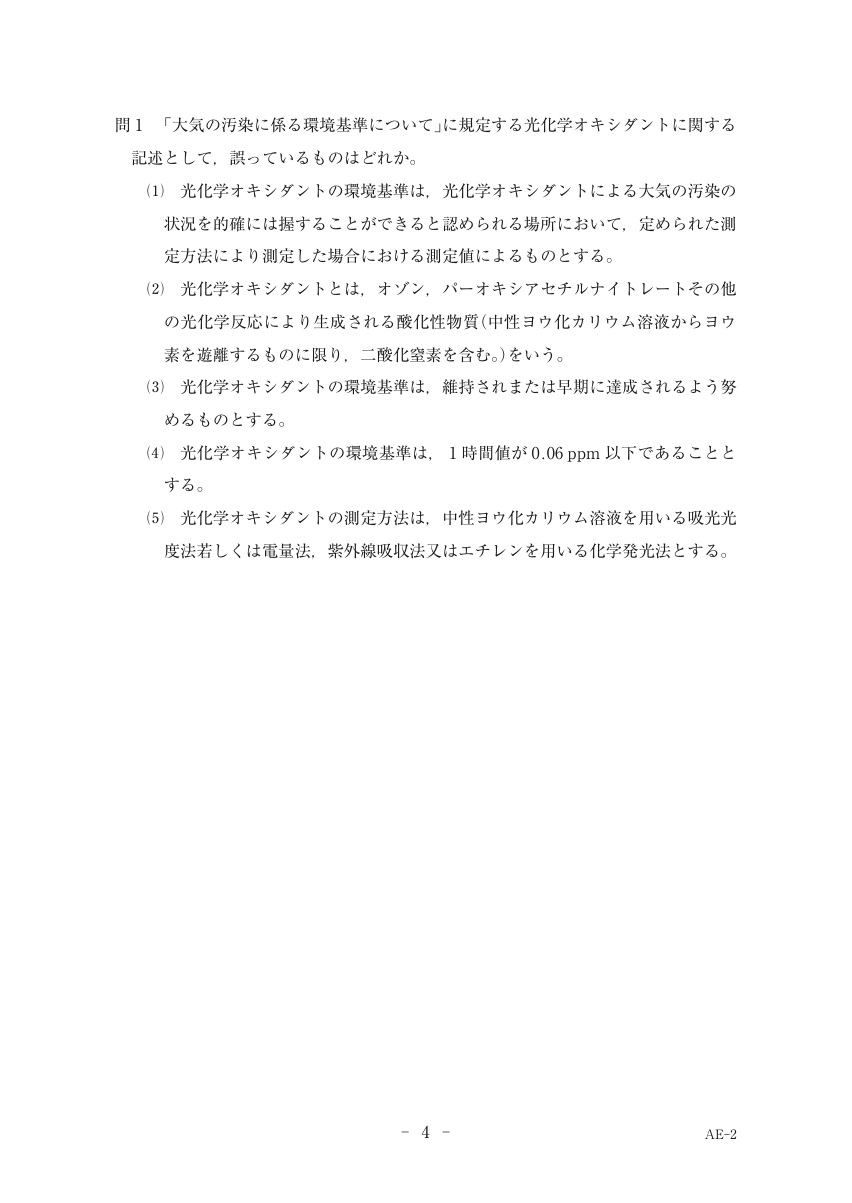 問1　「大気の汚染に係る環境基準について」に規定する光化学オキシダントに関する
記述として，誤っているものはどれか。
⑴　光化学オキシダントの環境基準は，光化学オキシダントによる大気の汚染の
状況を的確には握することができると認められる場所において，定められた測
定方法により測定した場合における測定値によるものとする。
⑵　光化学オキシダントとは，オゾン，パーオキシアセチルナイトレートその他
の光化学反応により生成される酸化性物質(中性ヨウ化カリウム溶液からヨウ
素を遊離するものに限り，二酸化窒素を含む。)をいう。
⑶　光化学オキシダントの環境基準は，維持されまたは早期に達成されるよう努
めるものとする。
⑷　光化学オキシダントの環境基準は，1時間値が0.06 ppm 以下であることと
する。
⑸　光化学オキシダントの測定方法は，中性ヨウ化カリウム溶液を用いる吸光光
度法若しくは電量法，紫外線吸収法又はエチレンを用いる化学発光法とする。
－ 4 －
AE–2